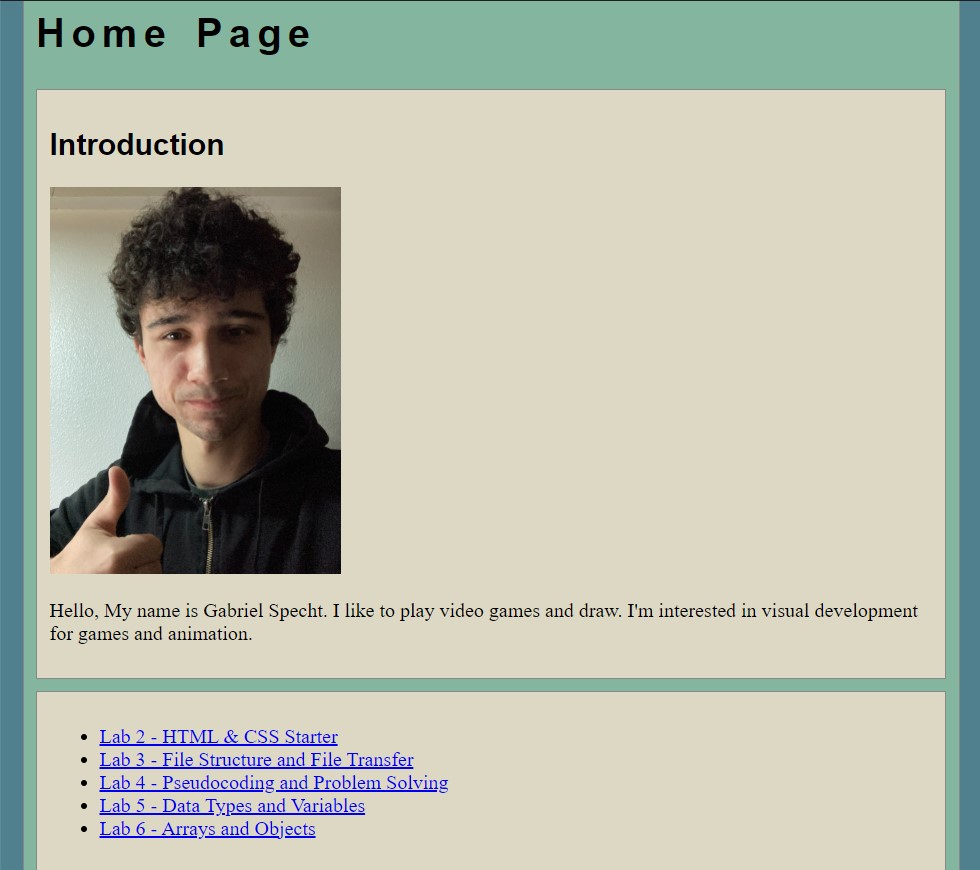 Home Page
Introduction
Hello, My name is Gabriel Specht. I like to play video games and draw. I'm interested in visual development
for games and animation.
Lab 2 - HTML & CSS Starter
Lab 3 - File Structure and File Transfer
Lab 4 - Pseudocoding and Problem Solving
Lab 5 - Data Types and Variables
Lab 6 - Arrays and Objects